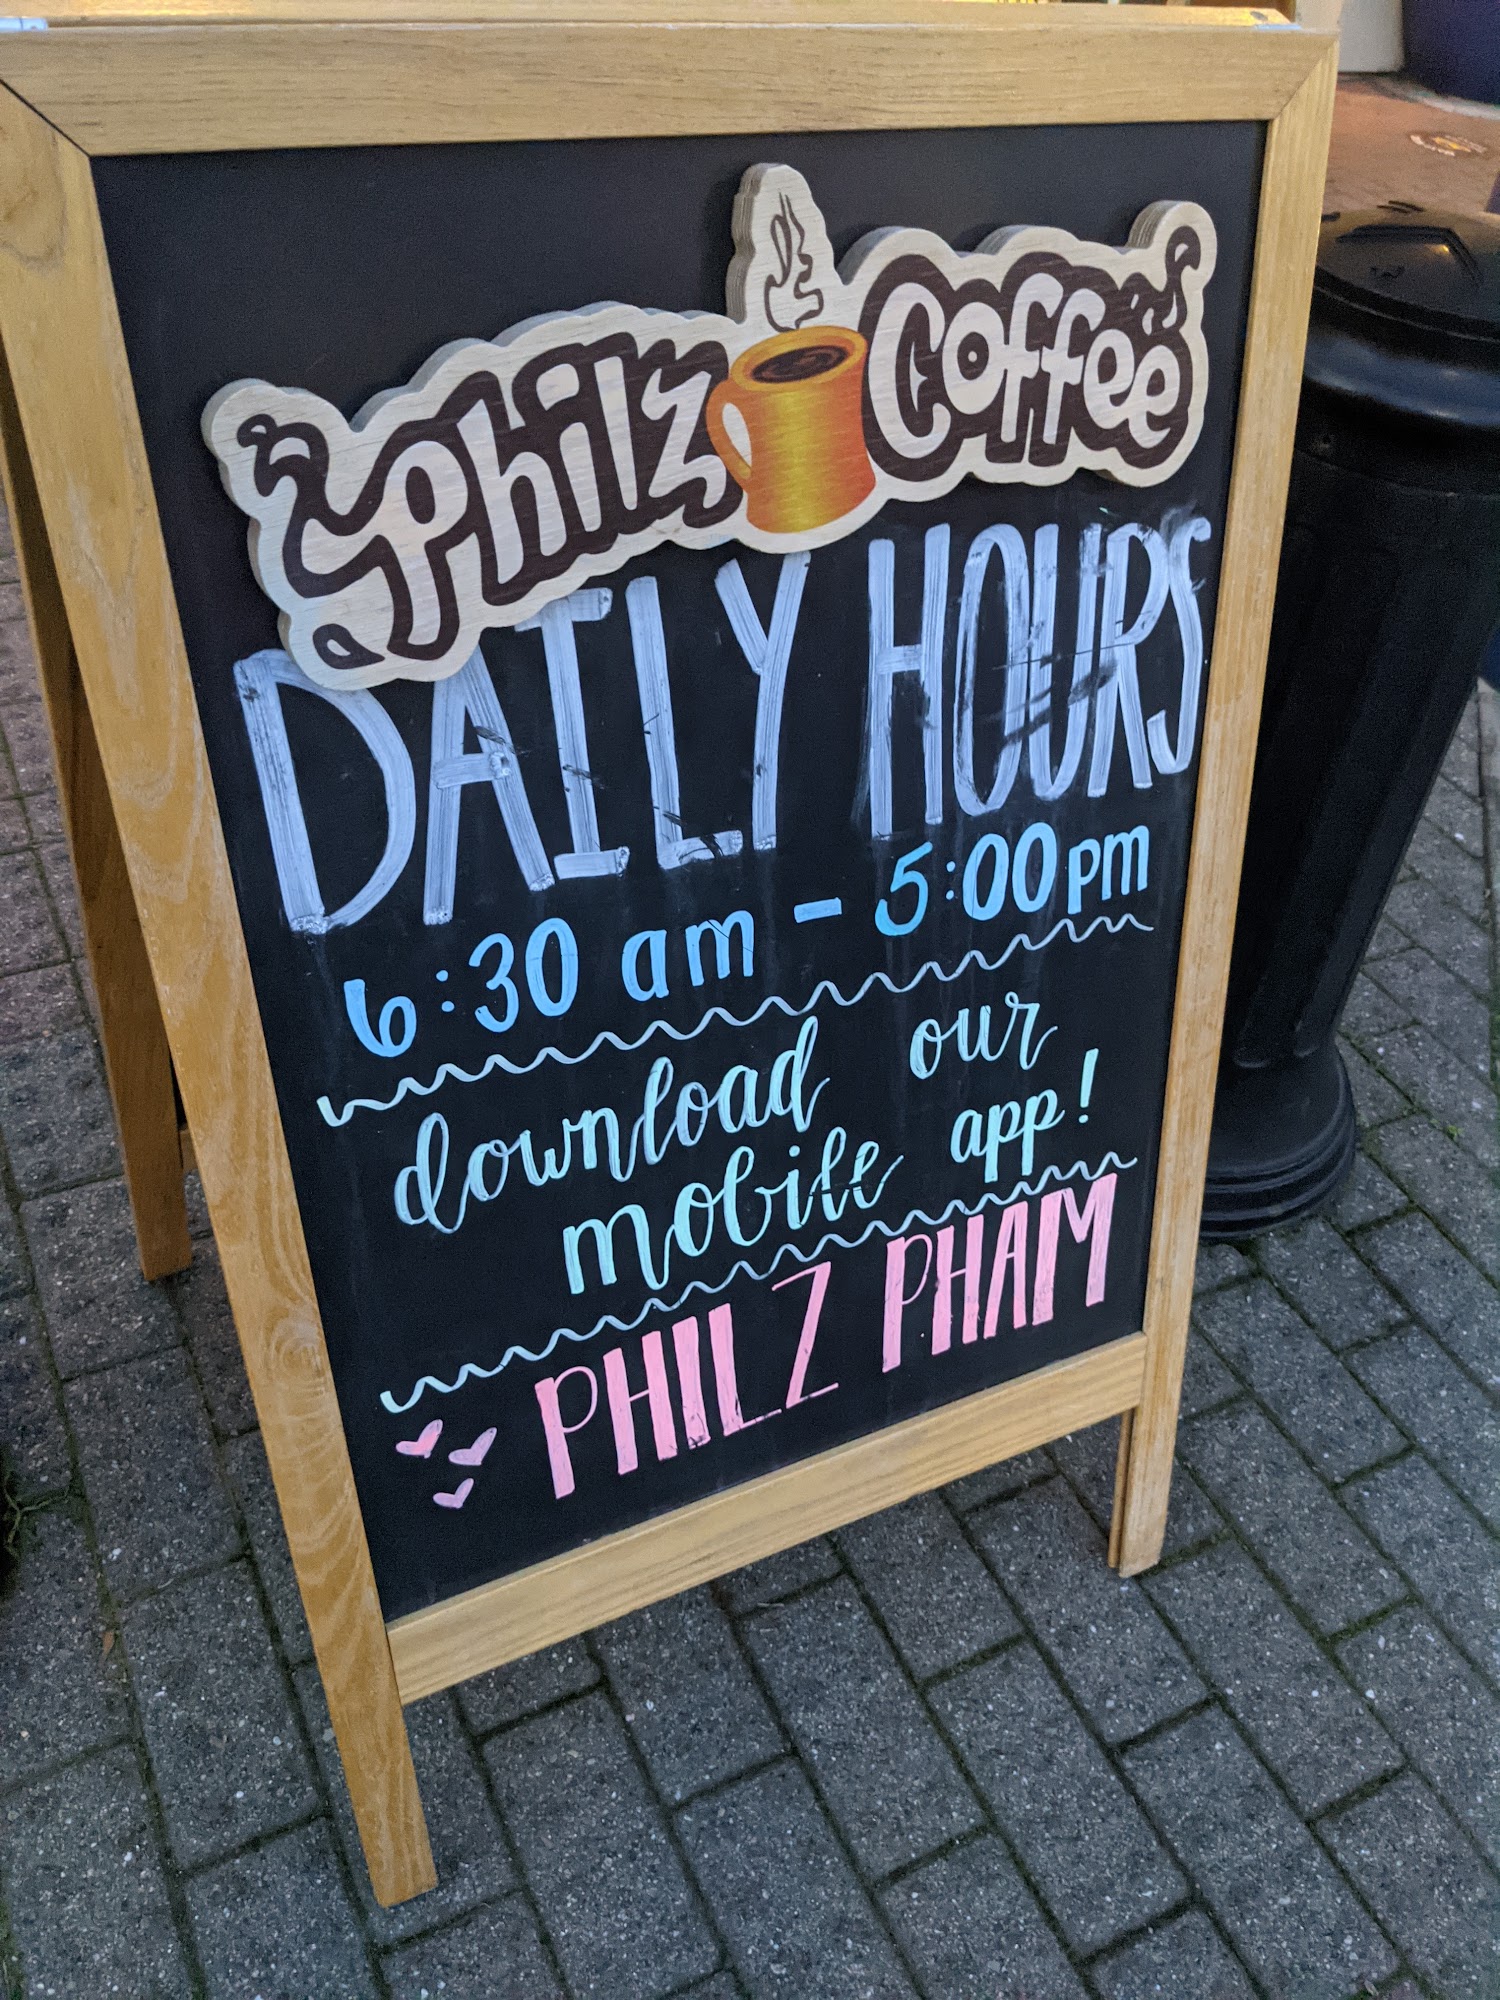 Philz Coffee
DAILY HOURS
6:30 am - 5:00 pm
download our
mobile app!
PHILZ PHAM